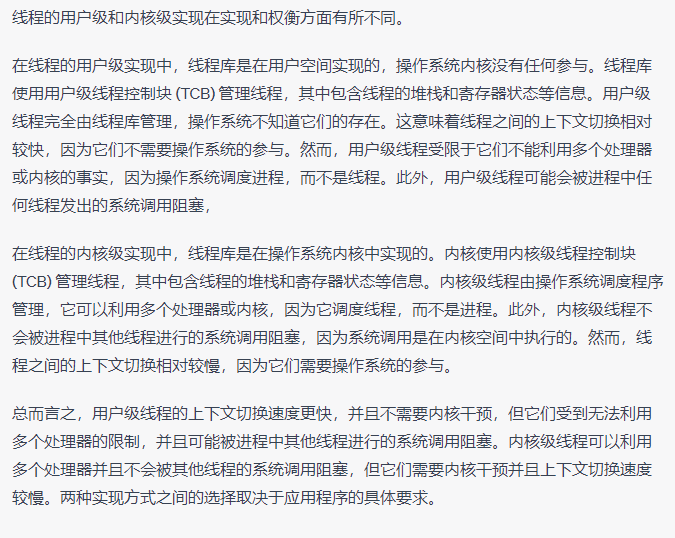 线程的用户级和内核级实现在实现和权衡方面有所不同。
在线程的用户级实现中，线程库是在用户空间实现的，操作系统内核没有任何参与。线程库
使用用户级线程控制块 (TCB) 管理线程，其中包含线程的堆栈和寄存器状态等信息。用户级
线程完全由线程库管理，操作系统不知道它们的存在。这意味着线程之间的上下文切换相对
较快，因为它们不需要操作系统的参与。然而，用户级线程受限于它们不能利用多个处理器
或内核的事实，因为操作系统调度进程，而不是线程。此外，用户级线程可能会被进程中任
何线程发出的系统调用阻塞，
在线程的内核级实现中，线程库是在操作系统内核中实现的。内核使用内核级线程控制块
(TCB) 管理线程，其中包含线程的堆栈和寄存器状态等信息。内核级线程由操作系统调度程序
管理，它可以利用多个处理器或内核，因为它调度线程，而不是进程。此外，内核级线程不
会被进程中其他线程进行的系统调用阻塞，因为系统调用是在内核空间中执行的。然而，线
程之间的上下文切换相对较慢，因为它们需要操作系统的参与。
总而言之，用户级线程的上下文切换速度更快，并且不需要内核干预，但它们受到无法利用
多个处理器的限制，并且可能被进程中其他线程进行的系统调用阻塞。内核级线程可以利用
多个处理器并且不会被其他线程的系统调用阻塞，但它们需要内核干预并且上下文切换速度
较慢。两种实现方式之间的选择取决于应用程序的具体要求。